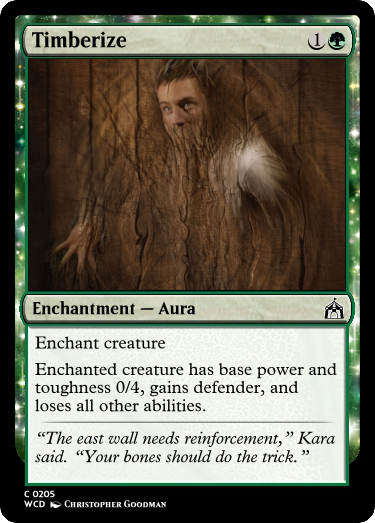 Timberize 1
Enchantment — Aura
Enchant creature
Enchanted creature has base power and
toughness 0/4, gains defender, and
loses all other abilities.
“The east wall needs reinforcement,” Kara
said. “Your bones should do the trick.”
C 0205
WCD Christopher Goodman